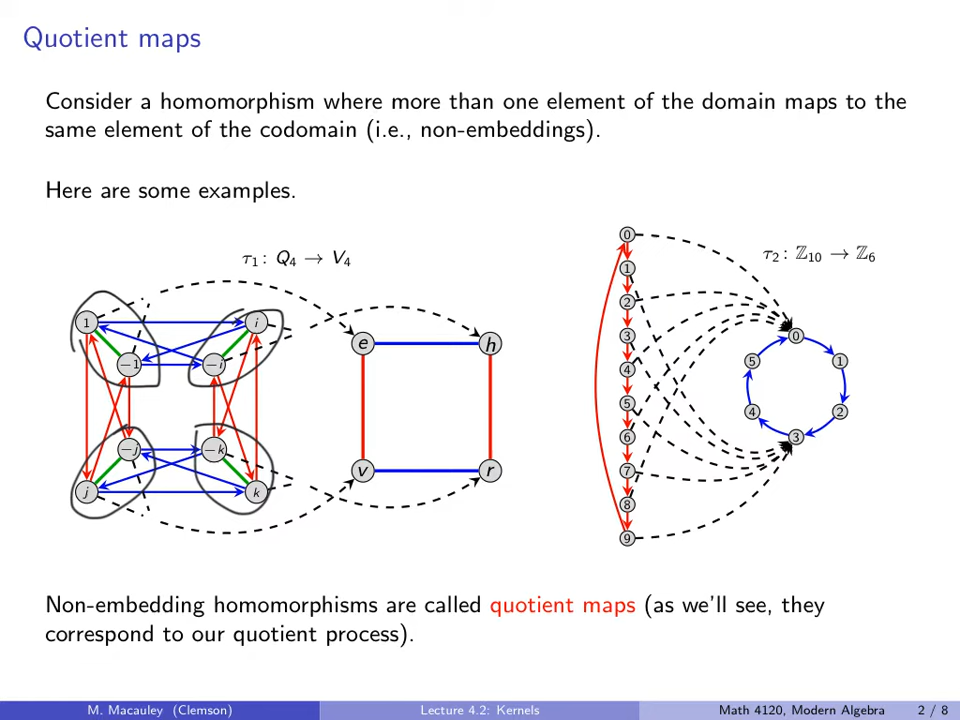 Quotient maps
Consider a homomorphism where more than one element of the domain maps to the
same element of the codomain (i.e., non-embeddings).
Here are some examples.
τ₁: Q₄ → V₄
1
i
−1
−i
−j
−k
j
k
e
h
v
r
τ₂: ℤ₁₀ → ℤ₆
0
1
2
3
4
5
6
7
8
9
0
5
1
4
2
3
Non-embedding homomorphisms are called quotient maps (as we'll see, they
correspond to our quotient process).
M. Macauley (Clemson)
Lecture 4.2: Kernels
Math 4120, Modern Algebra
2 / 8